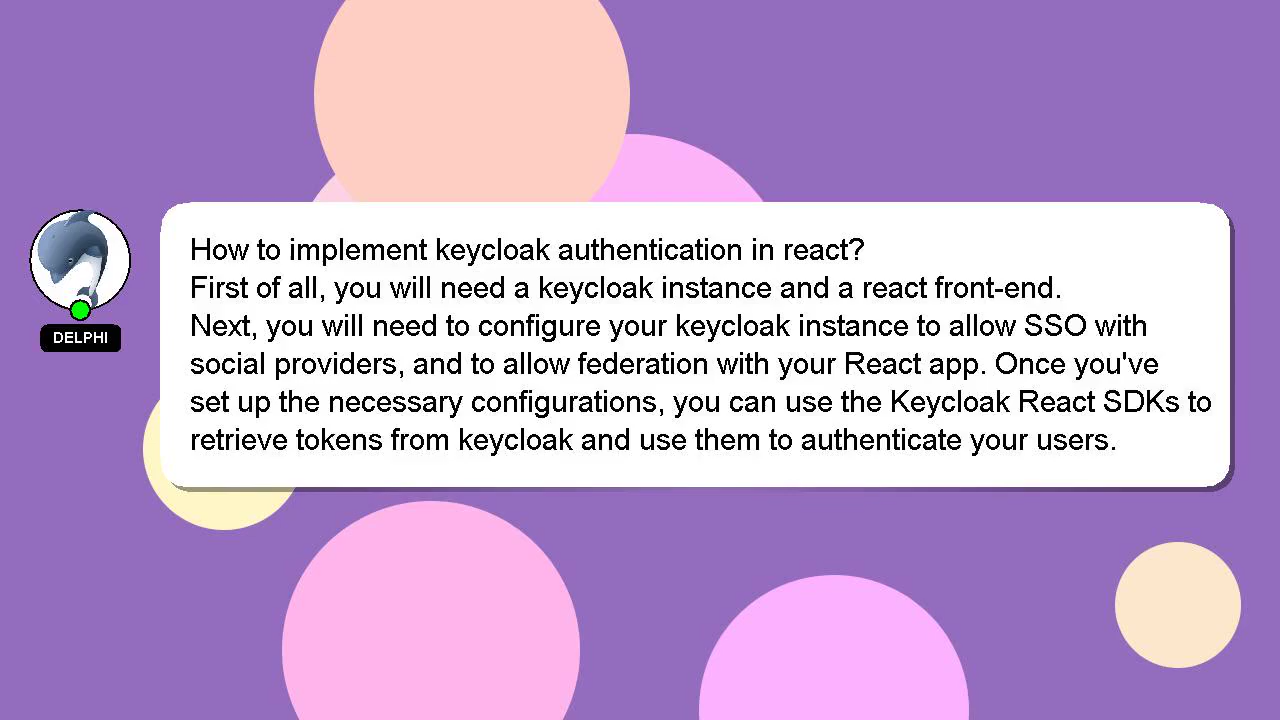 How to implement keycloak authentication in react?
First of all, you will need a keycloak instance and a react front-end.
Next, you will need to configure your keycloak instance to allow SSO with
social providers, and to allow federation with your React app. Once you've
set up the necessary configurations, you can use the Keycloak React SDKs to
retrieve tokens from keycloak and use them to authenticate your users.
DELPHI